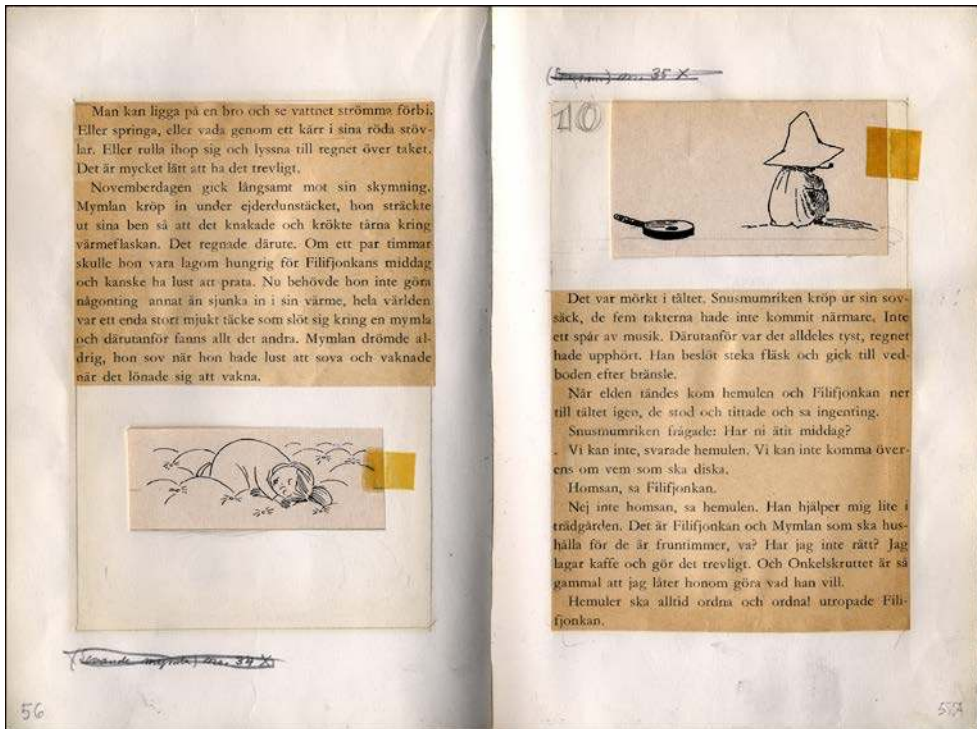 Man kan ligga på en bro och se vattnet strömma förbi.
Eller springa, eller vada genom ett kärr i sina röda stöv-
lar. Eller rulla ihop sig och lyssna till regnet över taket.
Det är mycket lätt att ha det trevligt.
Novemberdagen gick långsamt mot sin skymning.
Mymlan kröp in under ejderdunstäcket, hon sträckte
ut sina ben så att det knakade och krökte tårna kring
värmeflaskan. Det regnade därute. Om ett par timmar
skulle hon vara lagom hungrig för Filifjonkans middag
och kanske ha lust att prata. Nu behövde hon inte göra
någonting annat än sjunka in i sin värme, hela världen
var ett enda stort mjukt täcke som slöt sig kring en mymla
och därutanför fanns allt det andra. Mymlan drömde al-
drig, hon sov när hon hade lust att sova och vaknade
när det lönade sig att vakna.
56
35 X
10
Det var mörkt i tältet. Snusmumriken kröp ur sin sov-
säck, de fem takterna hade inte kommit närmare. Inte
ett spår av musik. Därutanför var det alldeles tyst, regnet
hade upphört. Han beslöt steka fläsk och gick till ved-
boden efter bränsle.
När elden tändes kom hemulen och Filifjonkan ner
till tältet igen, de stod och tittade och sa ingenting.
Snusmumriken frågade: Har ni ätit middag?
Vi kan inte, svarade hemulen. Vi kan inte komma över-
ens om vem som ska diska.
Homsan, sa Filifjonkan.
Nej inte homsan, sa hemulen. Han hjälper mig lite i
trädgården. Det är Filifjonkan och Mymlan som ska hus-
hålla för de är fruntimmer, va? Har jag inte rätt? Jag
lagar kaffe och gör det trevligt. Och Onkelskruttet är så
gammal att jag låter honom göra vad han vill.
Hemuler ska alltid ordna och ordna! utropade Fili-
fjonkan.
57